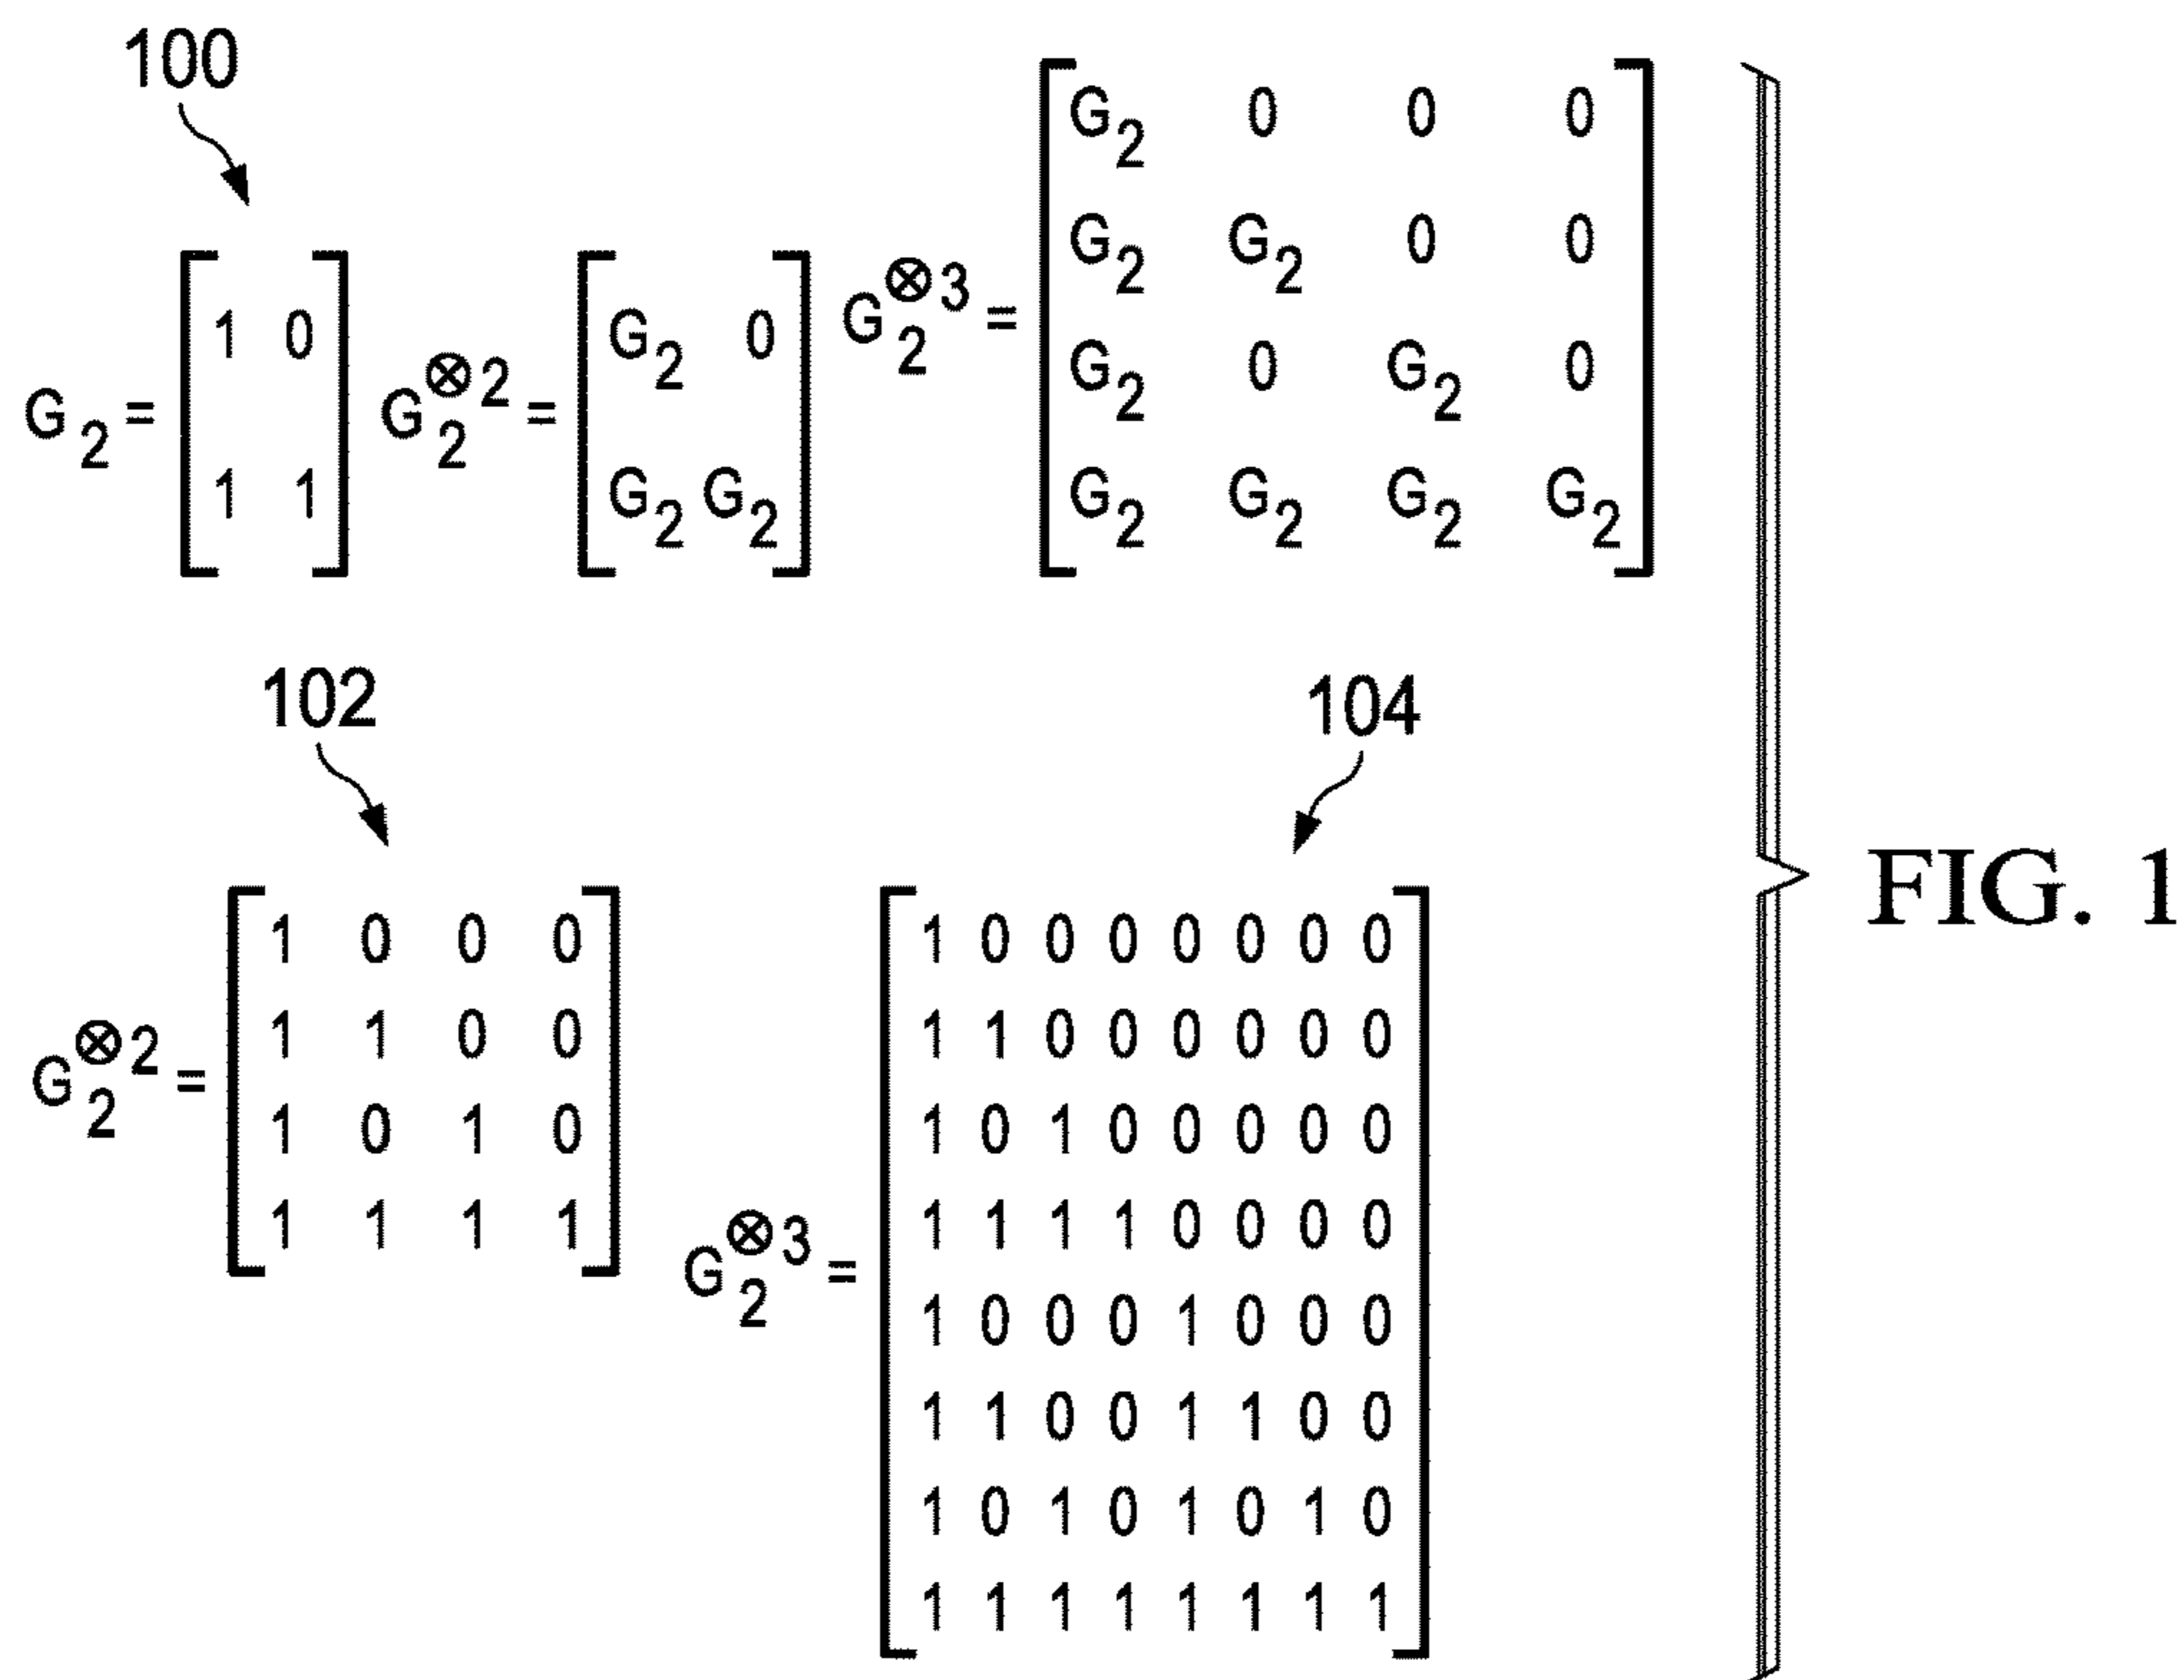 100
G₂ = [ 1 0
1 1 ]
G₂^⊗2 = [ G₂ 0
G₂ G₂ ]
G₂^⊗3 = [ G₂ 0 0 0
G₂ G₂ 0 0
G₂ 0 G₂ 0
G₂ G₂ G₂ G₂ ]
102
G₂^⊗2 = [ 1 0 0 0
1 1 0 0
1 0 1 0
1 1 1 1 ]
104
G₂^⊗3 = [ 1 0 0 0 0 0 0 0
1 1 0 0 0 0 0 0
1 0 1 0 0 0 0 0
1 1 1 1 0 0 0 0
1 0 0 0 1 0 0 0
1 1 0 0 1 1 0 0
1 0 1 0 1 0 1 0
1 1 1 1 1 1 1 1 ]
FIG. 1